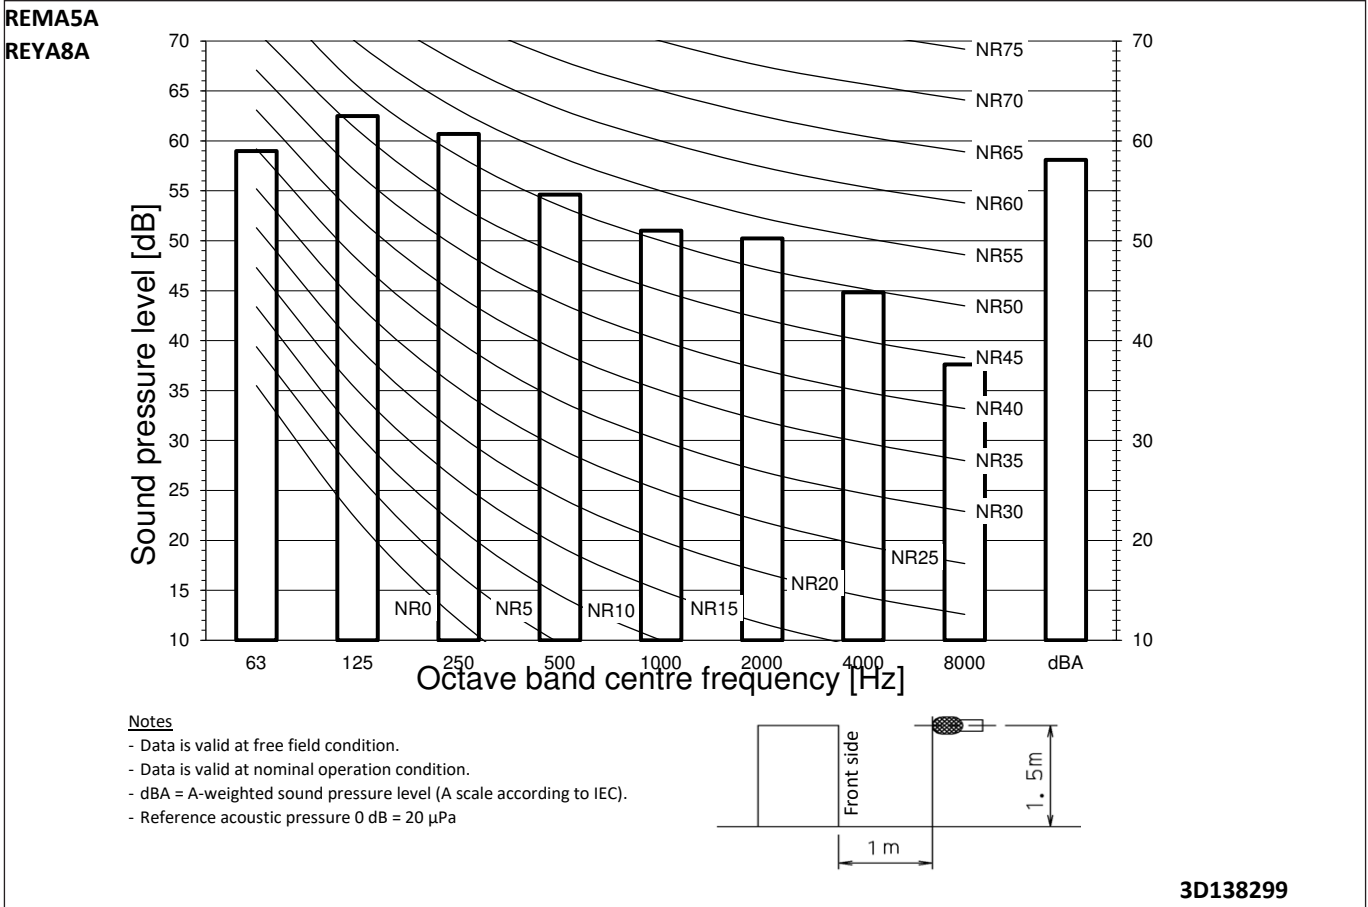 REMA5A
REYA8A
Sound pressure level [dB]
70
65
60
55
50
45
40
35
30
25
20
15
10
70
60
50
40
30
20
10
NR75
NR70
NR65
NR60
NR55
NR50
NR45
NR40
NR35
NR30
NR25
NR20
NR15
NR10
NR5
NR0
63 125 250 500 1000 2000 4000 8000 dBA
Octave band centre frequency [Hz]
Notes
- Data is valid at free field condition.
- Data is valid at nominal operation condition.
- dBA = A-weighted sound pressure level (A scale according to IEC).
- Reference acoustic pressure 0 dB = 20 µPa
Front side
1. 5m
1 m
3D138299